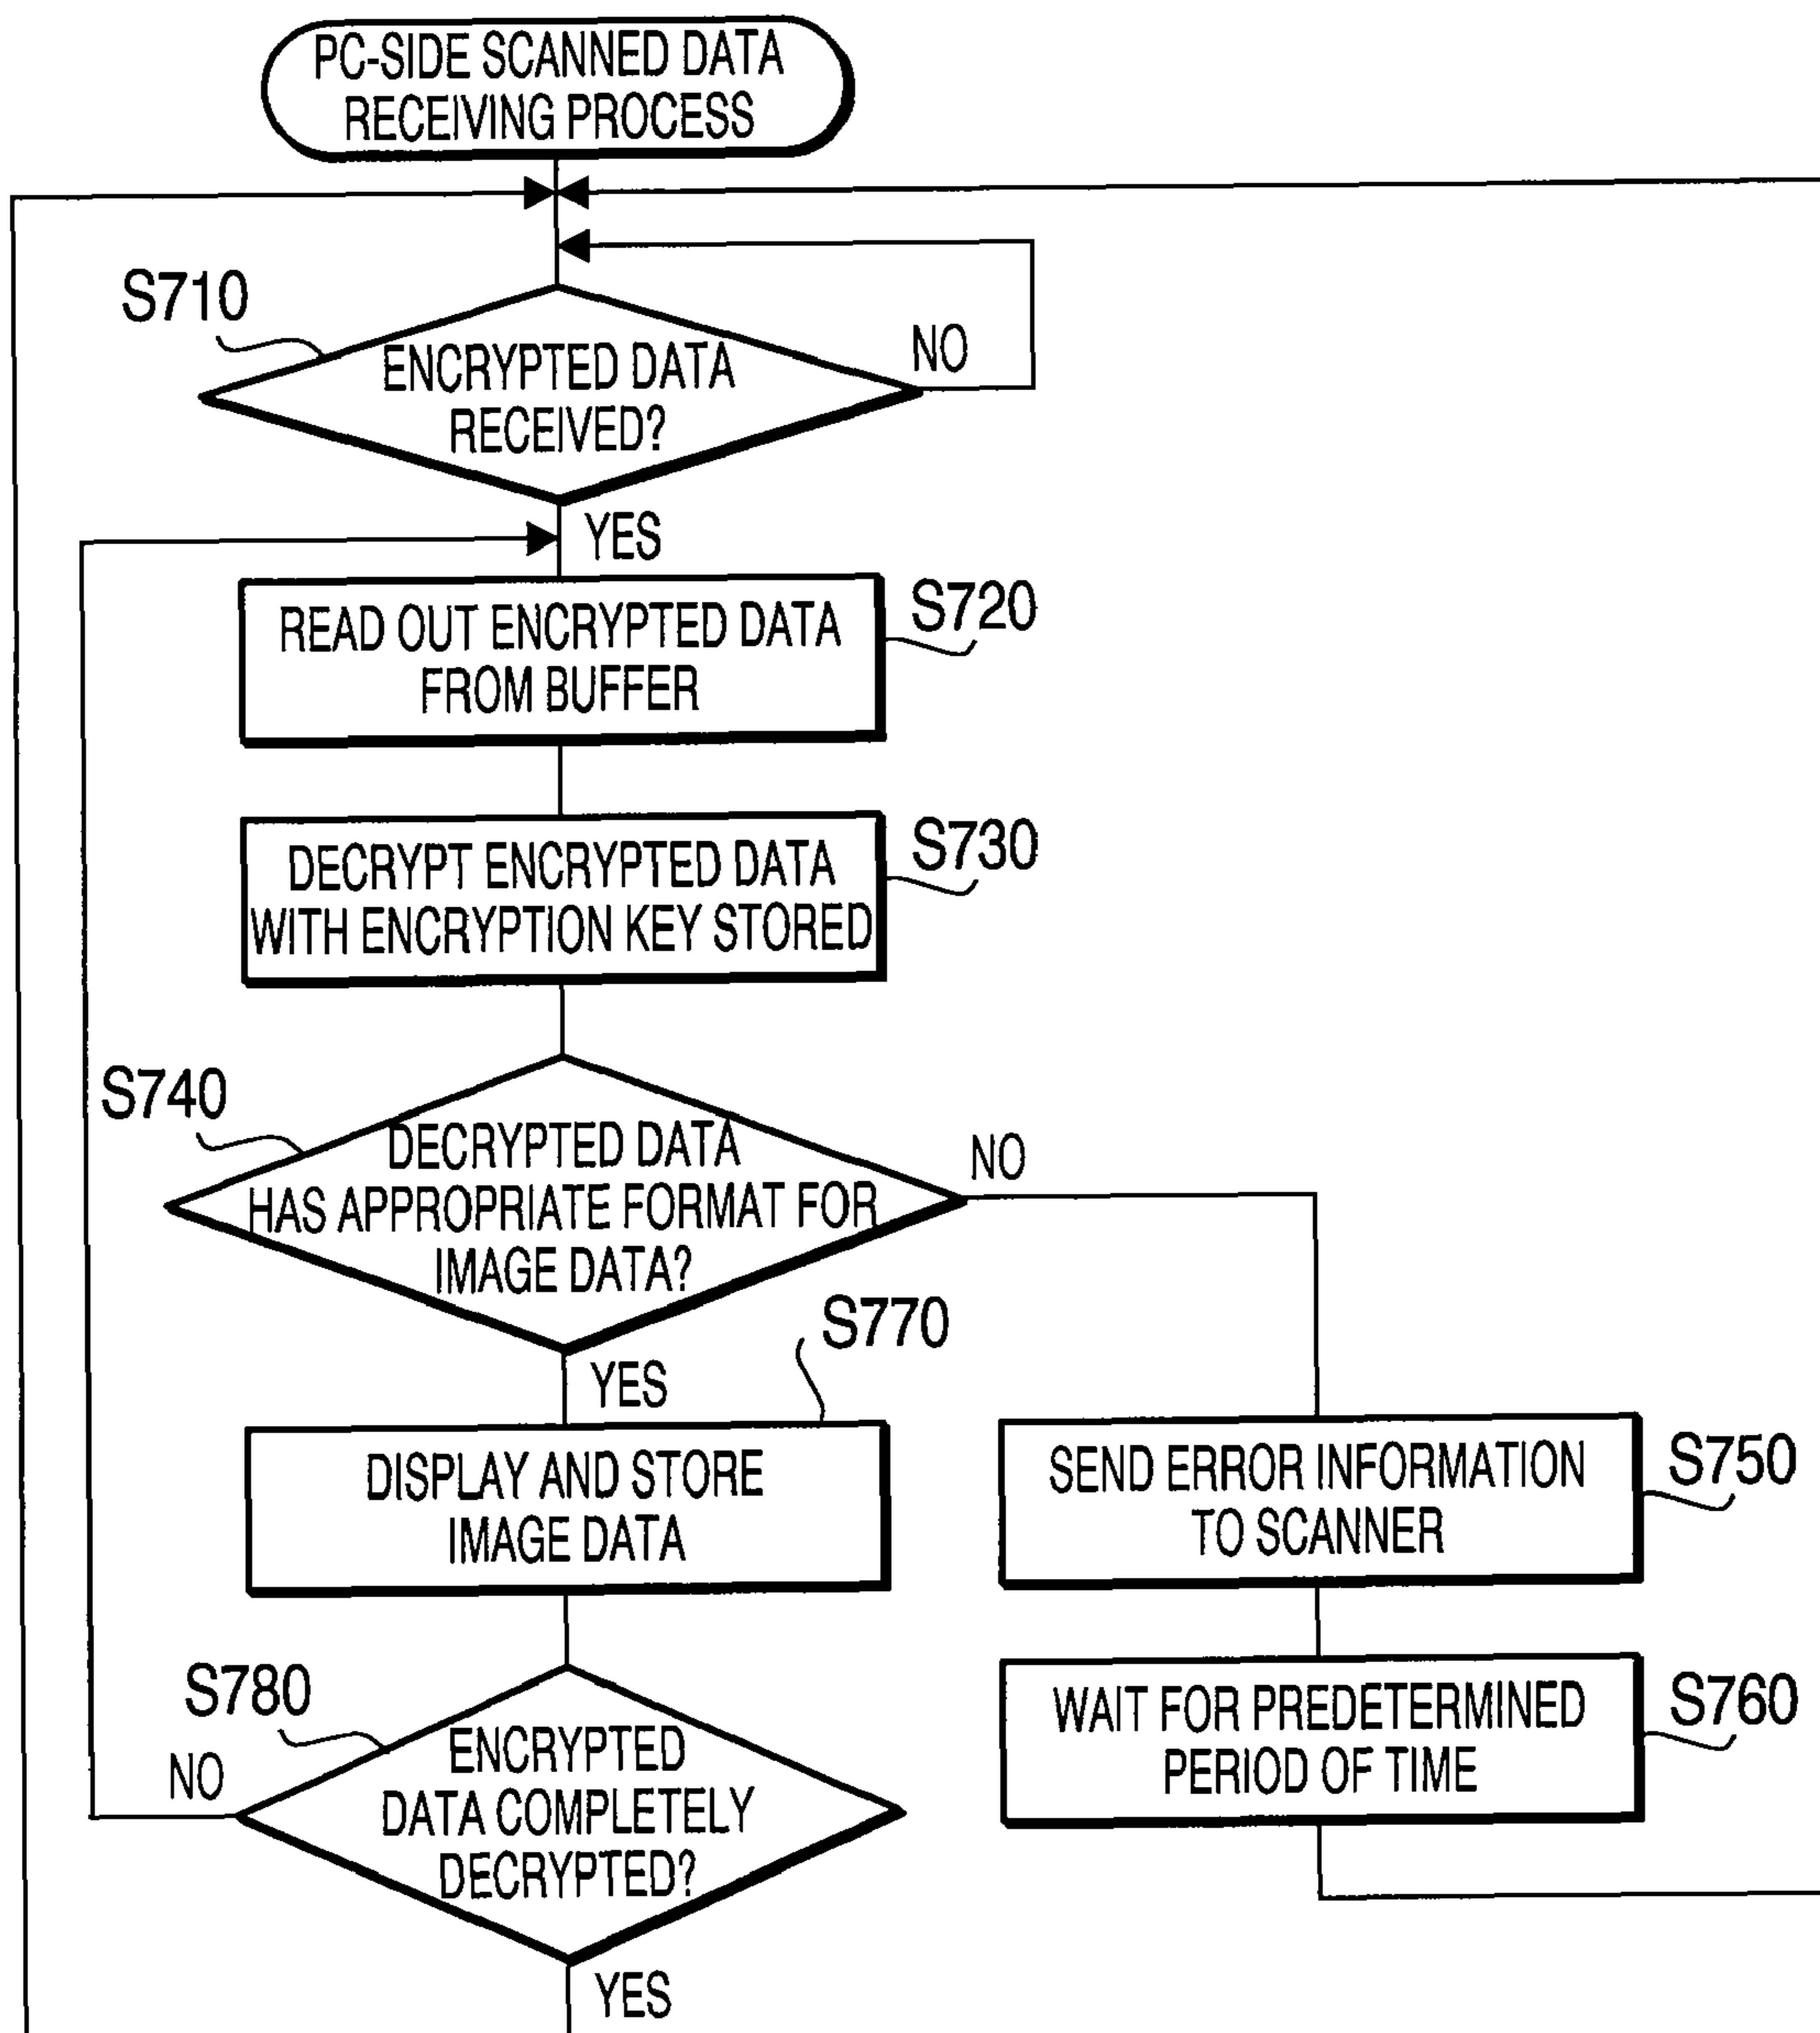 PC-SIDE SCANNED DATA
RECEIVING PROCESS
S710
ENCRYPTED DATA
RECEIVED?
NO
YES
READ OUT ENCRYPTED DATA
FROM BUFFER
S720
DECRYPT ENCRYPTED DATA
WITH ENCRYPTION KEY STORED
S730
S740
DECRYPTED DATA
HAS APPROPRIATE FORMAT FOR
IMAGE DATA?
NO
YES
S770
DISPLAY AND STORE
IMAGE DATA
SEND ERROR INFORMATION
TO SCANNER
S750
WAIT FOR PREDETERMINED
PERIOD OF TIME
S760
S780
ENCRYPTED
DATA COMPLETELY
DECRYPTED?
NO
YES